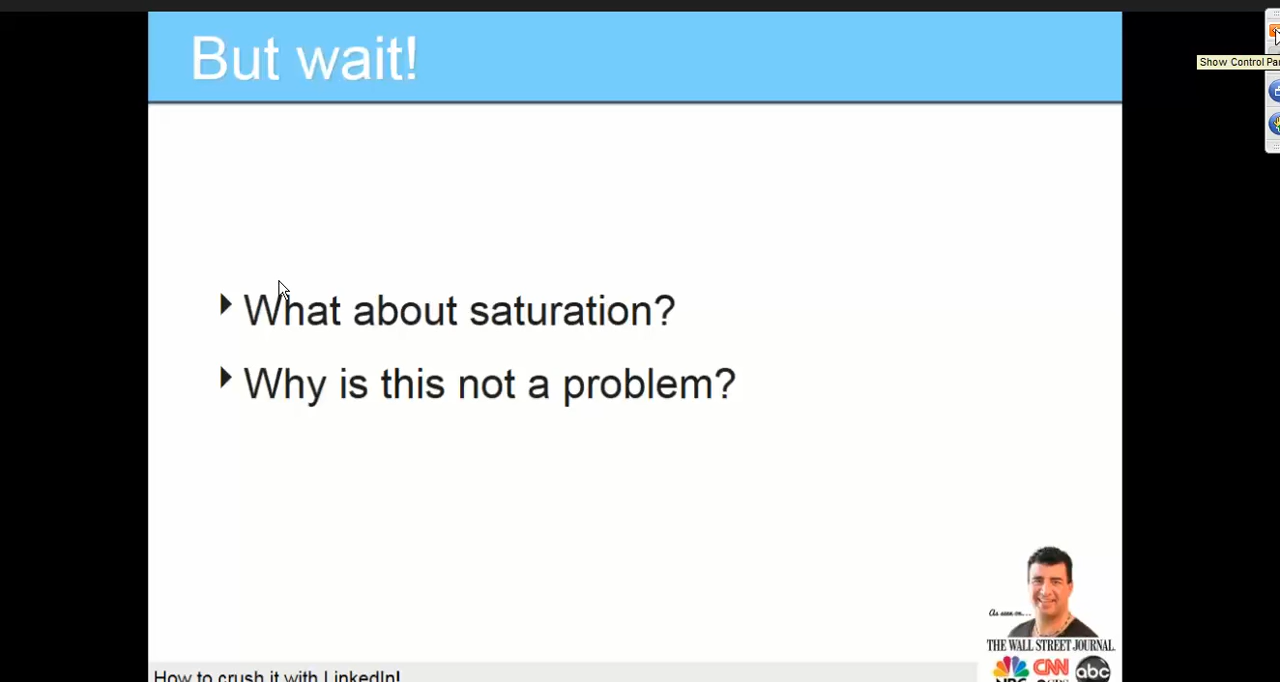 But wait!
Show Control Pa
What about saturation?
Why is this not a problem?
As seen on...
THE WALL STREET JOURNAL.
NBC CNN abc
How to crush it with LinkedIn!